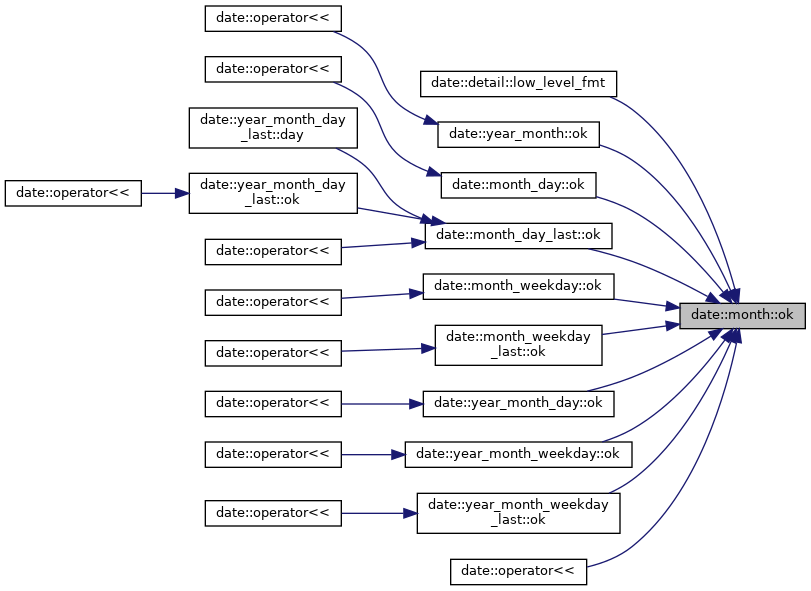 date::operator<<
date::operator<<
date::detail::low_level_fmt
date::year_month_day
_last::day
date::year_month::ok
date::operator<<
date::year_month_day
_last::ok
date::month_day::ok
date::operator<<
date::month_day_last::ok
date::operator<<
date::month_weekday::ok
date::month::ok
date::operator<<
date::month_weekday
_last::ok
date::operator<<
date::year_month_day::ok
date::operator<<
date::year_month_weekday::ok
date::operator<<
date::year_month_weekday
_last::ok
date::operator<<